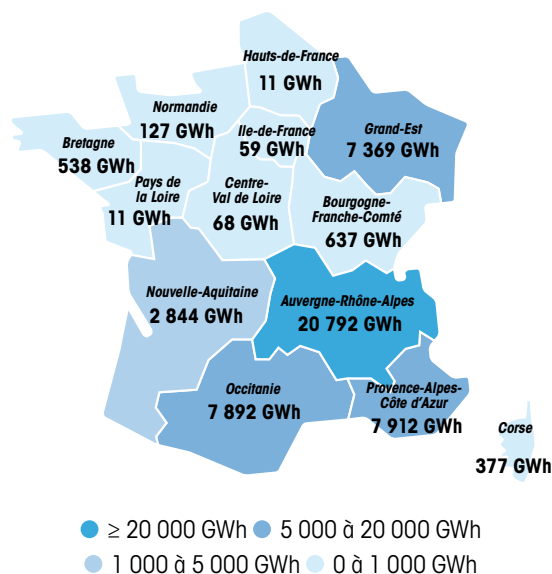 Hauts-de-France
11 GWh
Normandie
127 GWh
Ile-de-France
59 GWh
Grand-Est
7 369 GWh
Bretagne
538 GWh
Pays de
la Loire
11 GWh
Centre-
Val de Loire
68 GWh
Bourgogne-
Franche-Comté
637 GWh
Nouvelle-Aquitaine
2 844 GWh
Auvergne-Rhône-Alpes
20 792 GWh
Occitanie
7 892 GWh
Provence-Alpes-
Côte d'Azur
7 912 GWh
Corse
377 GWh
≥ 20 000 GWh
5 000 à 20 000 GWh
1 000 à 5 000 GWh
0 à 1 000 GWh